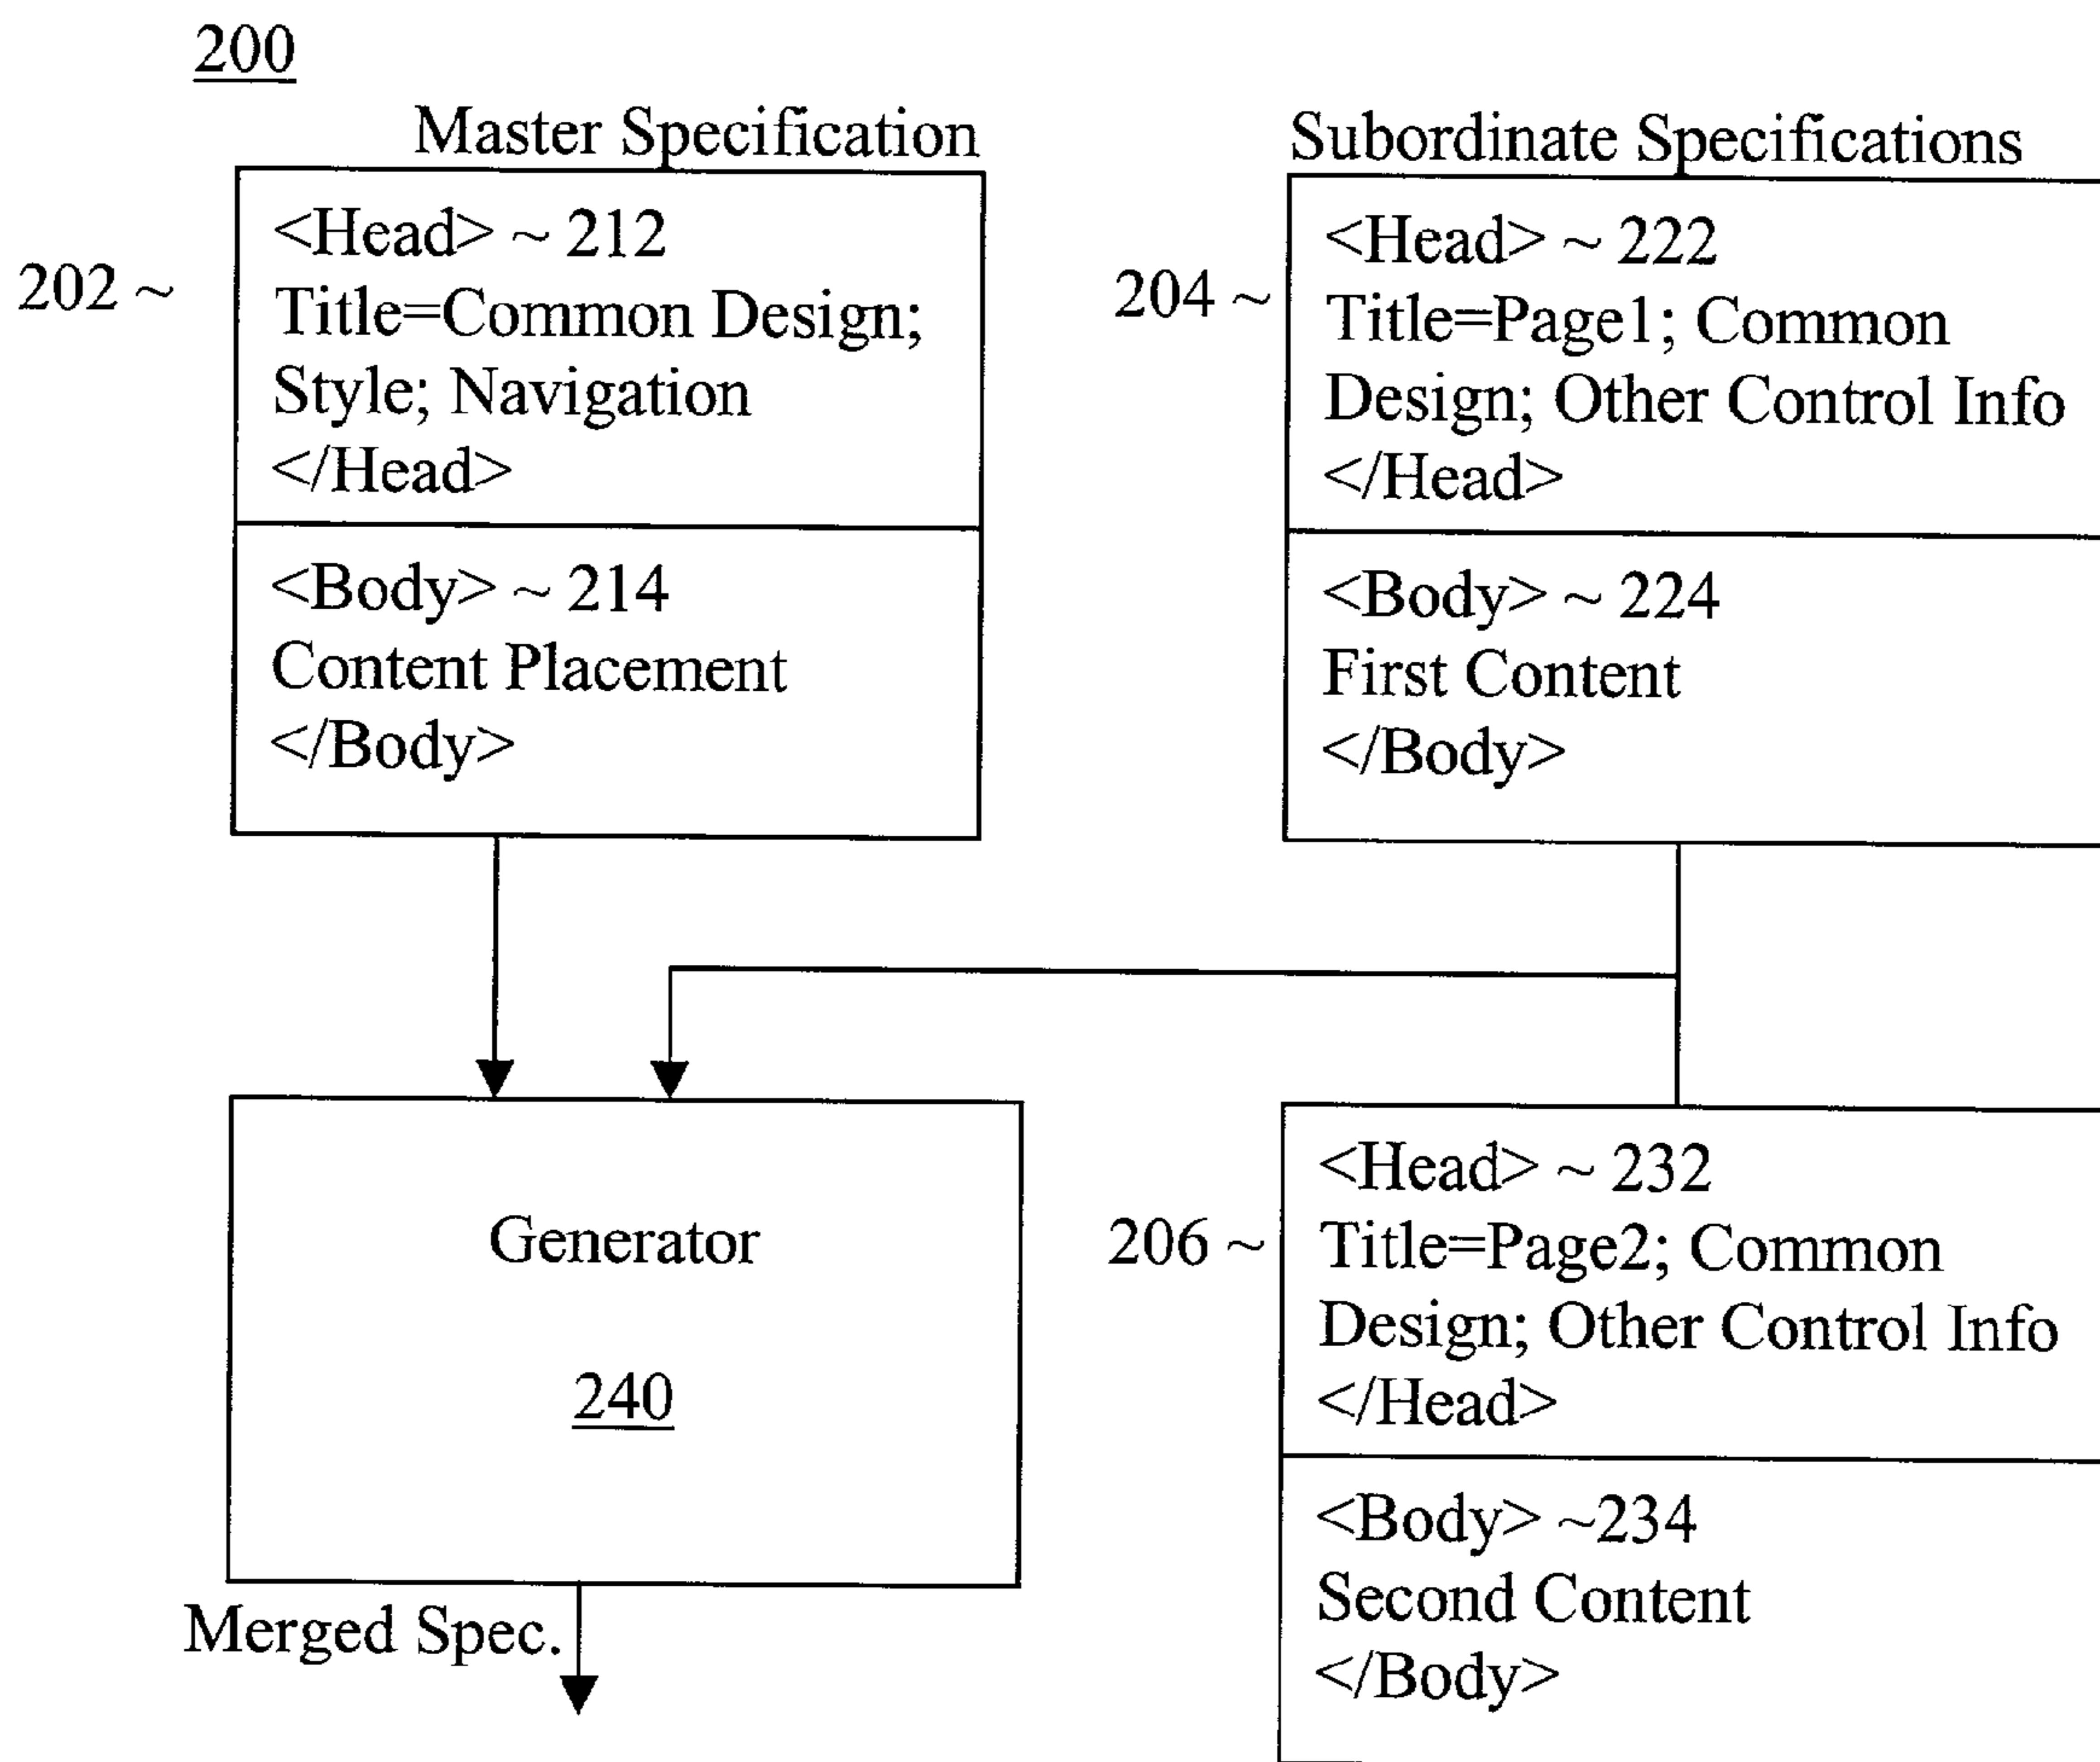 200
Master Specification
202 ~
<Head> ~ 212
Title=Common Design;
Style; Navigation
</Head>
<Body> ~ 214
Content Placement
</Body>
Subordinate Specifications
204 ~
<Head> ~ 222
Title=Page1; Common
Design; Other Control Info
</Head>
<Body> ~ 224
First Content
</Body>
Generator
240
Merged Spec.
206 ~
<Head> ~ 232
Title=Page2; Common
Design; Other Control Info
</Head>
<Body> ~234
Second Content
</Body>